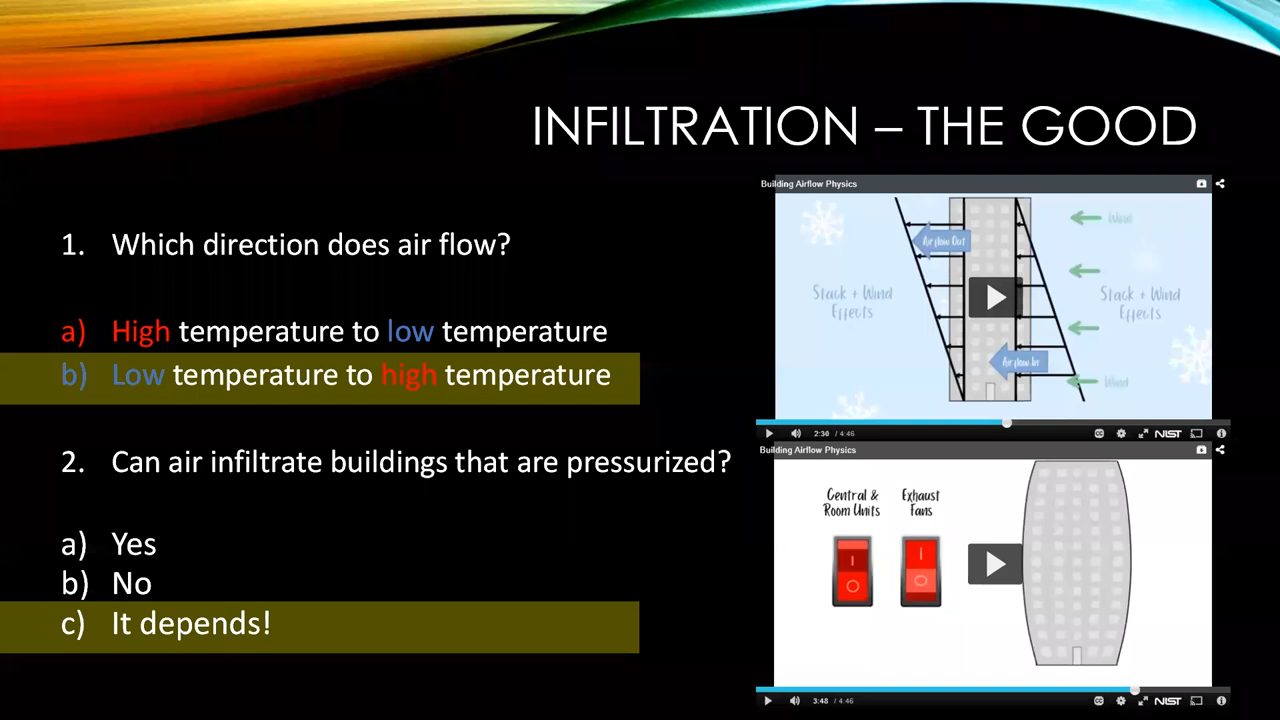 INFILTRATION – THE GOOD
1. Which direction does air flow?
a) High temperature to low temperature
b) Low temperature to high temperature
2. Can air infiltrate buildings that are pressurized?
a) Yes
b) No
c) It depends!
Building Airflow Physics
Wind
Air flow Out
Stack + Wind
Effects
Stack + Wind
Effects
Air flow In
Wind
2:30 / 4:46
CC
NIST
Building Airflow Physics
Central &
Room Units
Exhaust
Fans
3:48 / 4:46
CC
NIST